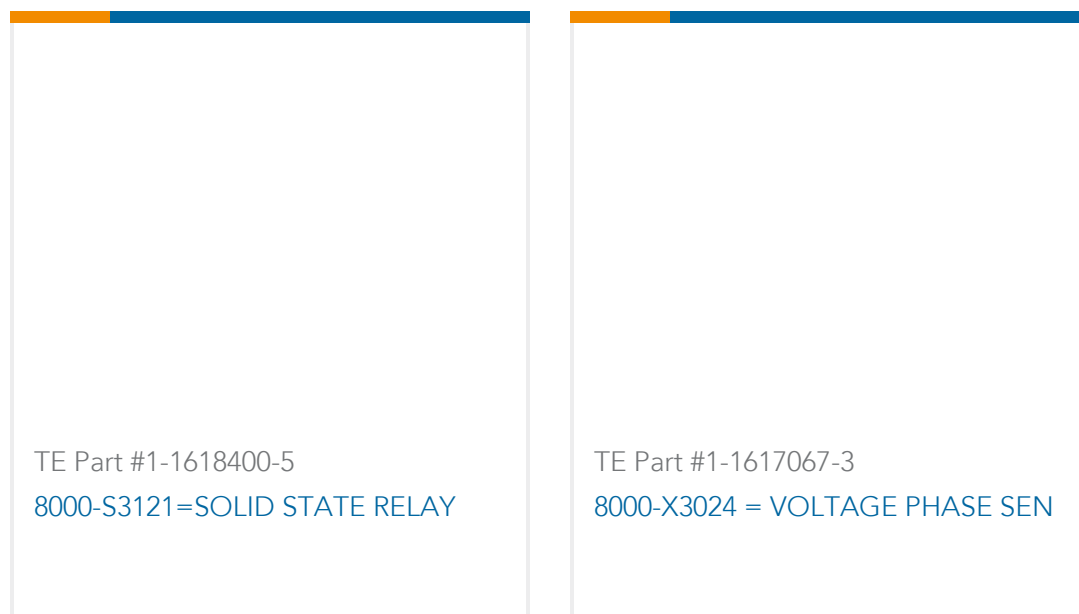 TE Part #1-1618400-5
8000-S3121=SOLID STATE RELAY
TE Part #1-1617067-3
8000-X3024 = VOLTAGE PHASE SEN